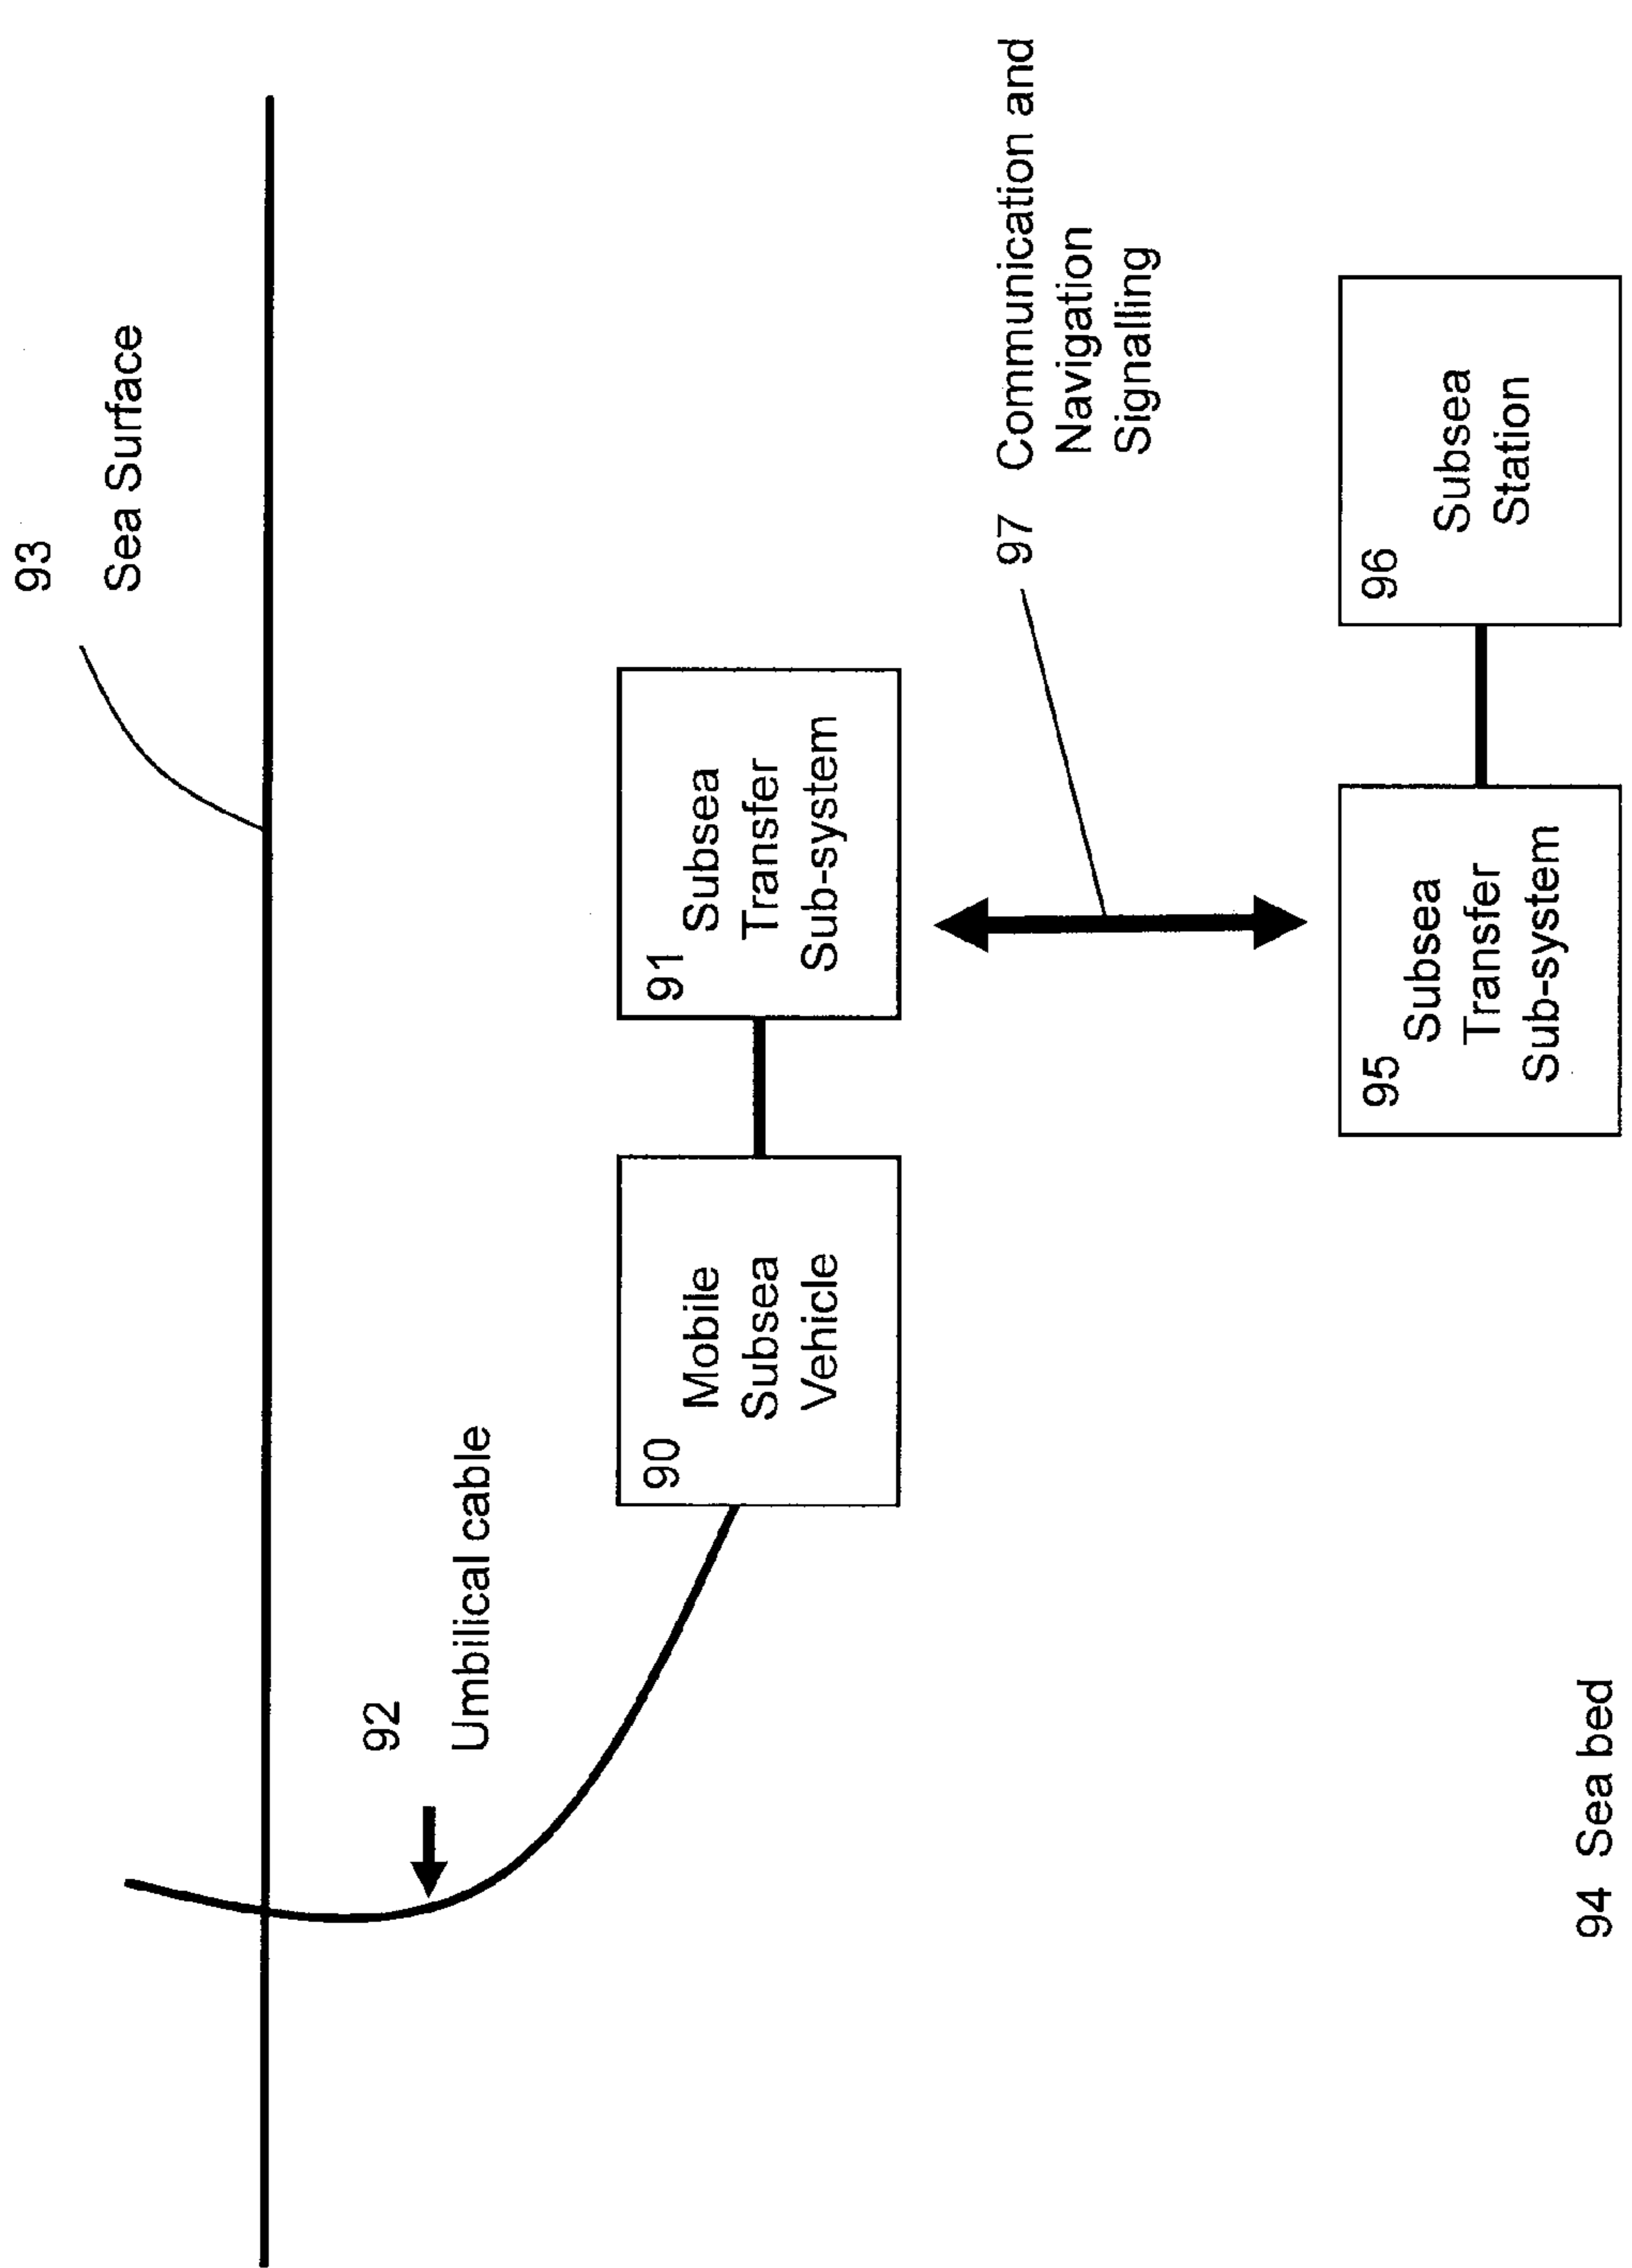 93
Sea Surface
92
Umbilical cable
90
Mobile
Subsea
Vehicle
91
Subsea
Transfer
Sub-system
97 Communication and
Navigation
Signalling
95
Subsea
Transfer
Sub-system
96
Subsea
Station
94 Sea bed